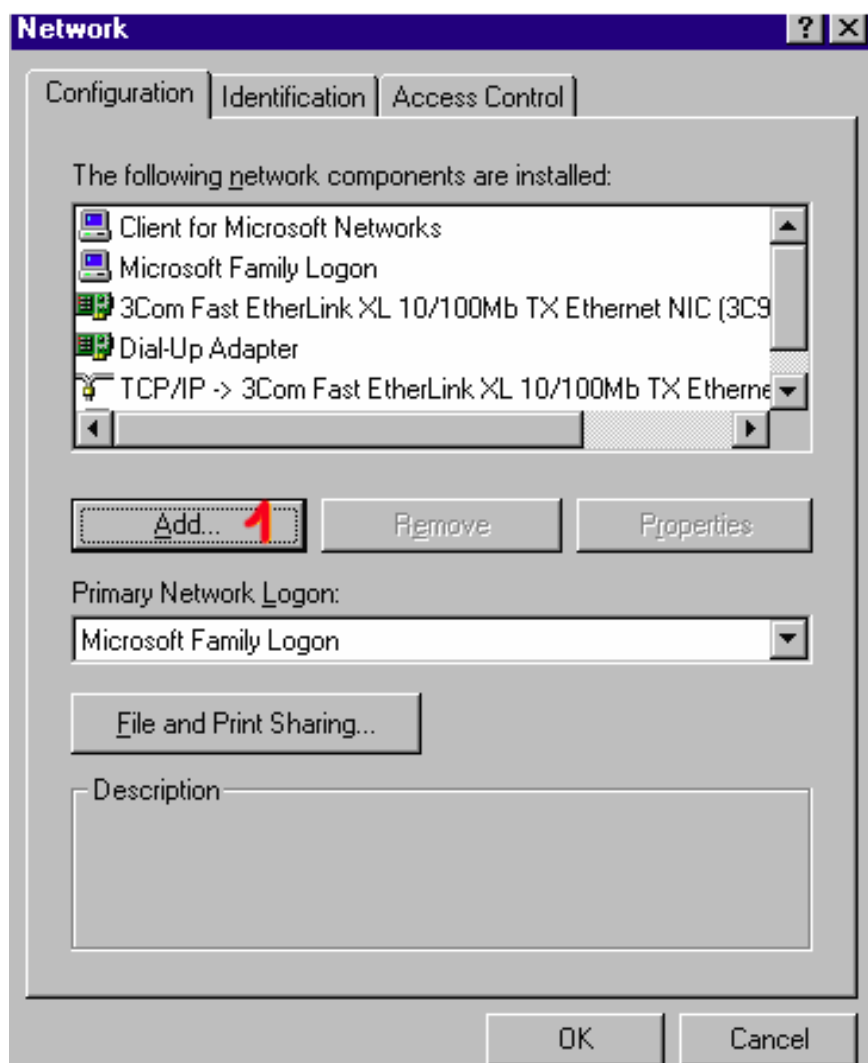 Network
Configuration Identification Access Control
The following network components are installed:
Client for Microsoft Networks
Microsoft Family Logon
3Com Fast EtherLink XL 10/100Mb TX Ethernet NIC (3C9
Dial-Up Adapter
TCP/IP -> 3Com Fast EtherLink XL 10/100Mb TX Etherne
Add... 1 Remove Properties
Primary Network Logon:
Microsoft Family Logon
File and Print Sharing...
Description
OK Cancel